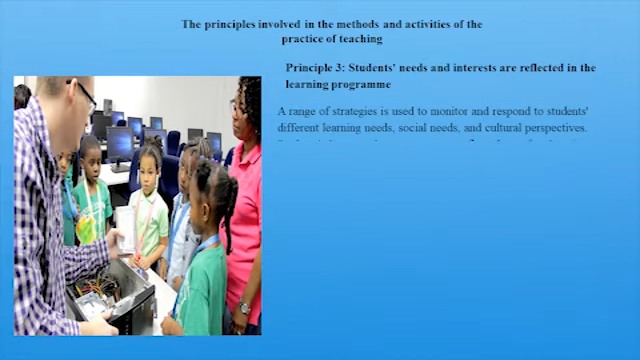 The principles involved in the methods and activities of the
practice of teaching
Principle 3: Students' needs and interests are reflected in the
learning programme
A range of strategies is used to monitor and respond to students'
different learning needs, social needs, and cultural perspectives.